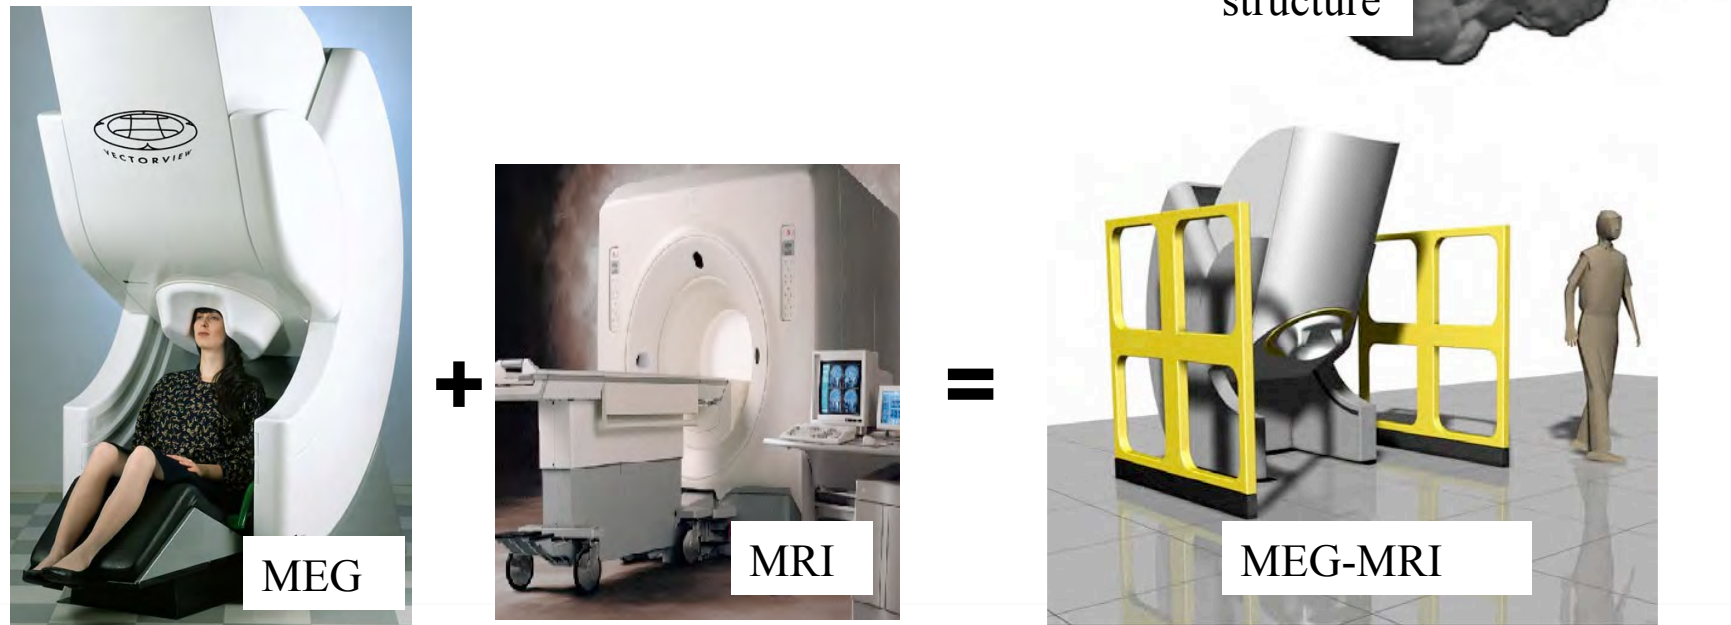 structure
VECTORVIEW
+
=
MEG
MRI
MEG-MRI